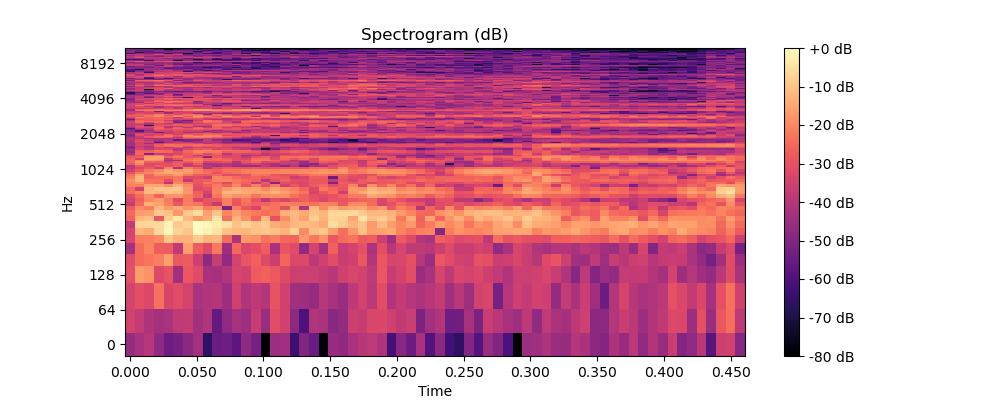 Spectrogram (dB)
Hz
8192
4096
2048
1024
512
256
128
64
0
0.000 0.050 0.100 0.150 0.200 0.250 0.300 0.350 0.400 0.450
Time
+0 dB
-10 dB
-20 dB
-30 dB
-40 dB
-50 dB
-60 dB
-70 dB
-80 dB